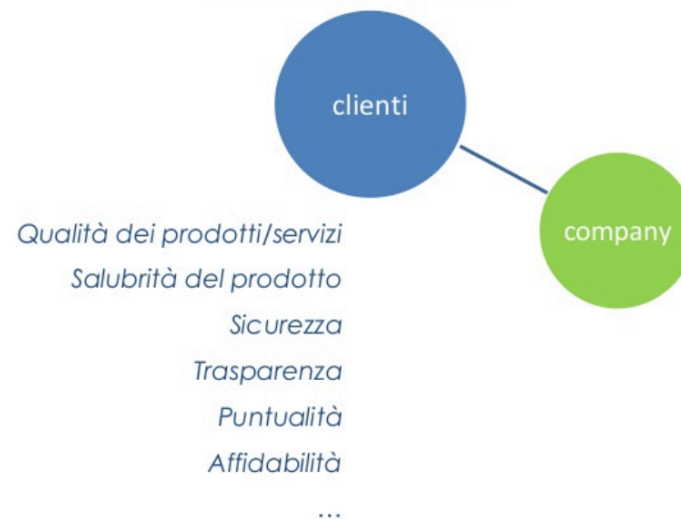 clienti
company
Qualità dei prodotti/servizi
Salubrità del prodotto
Sicurezza
Trasparenza
Puntualità
Affidabilità
...